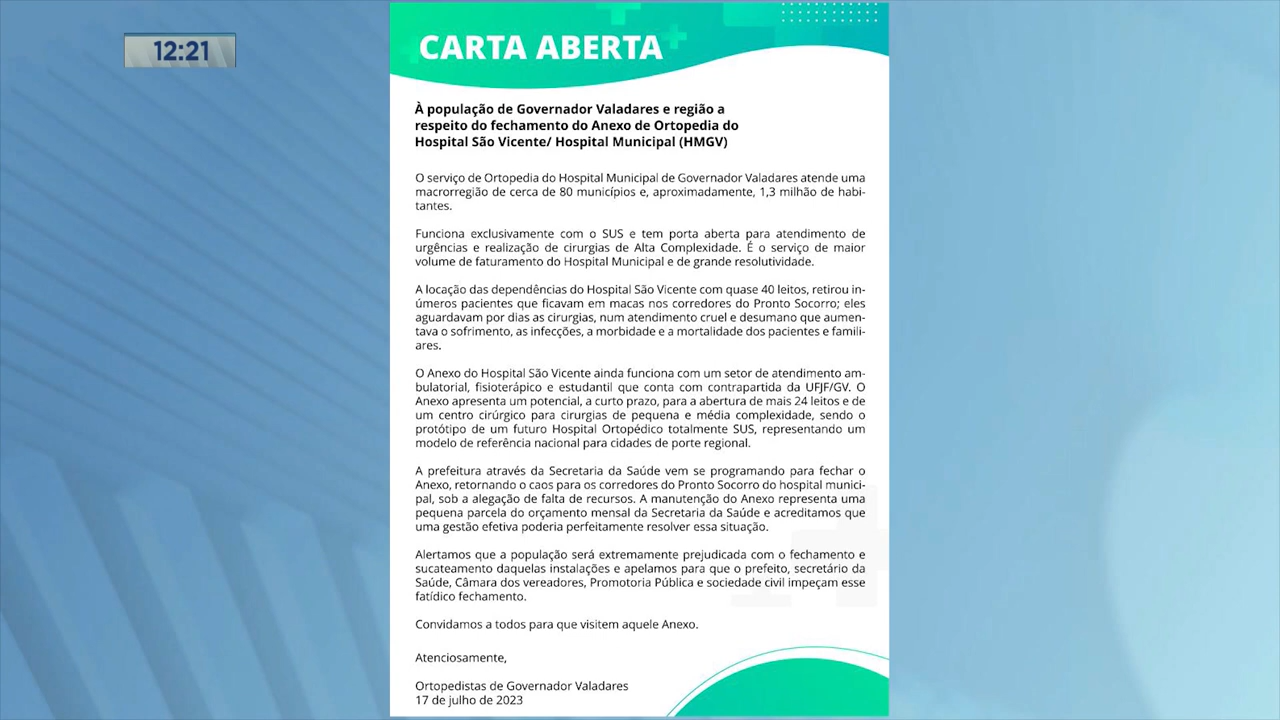 12:21
CARTA ABERTA
À população de Governador Valadares e região a
respeito do fechamento do Anexo de Ortopedia do
Hospital São Vicente/ Hospital Municipal (HMGV)
O serviço de Ortopedia do Hospital Municipal de Governador Valadares atende uma
macrorregião de cerca de 80 municípios e, aproximadamente, 1,3 milhão de habi-
tantes.
Funciona exclusivamente com o SUS e tem porta aberta para atendimento de
urgências e realização de cirurgias de Alta Complexidade. É o serviço de maior
volume de faturamento do Hospital Municipal e de grande resolutividade.
A locação das dependências do Hospital São Vicente com quase 40 leitos, retirou in-
úmeros pacientes que ficavam em macas nos corredores do Pronto Socorro; eles
aguardavam por dias as cirurgias, num atendimento cruel e desumano que aumen-
tava o sofrimento, as infecções, a morbidade e a mortalidade dos pacientes e famili-
ares.
O Anexo do Hospital São Vicente ainda funciona com um setor de atendimento am-
bulatorial, fisioterápico e estudantil que conta com contrapartida da UFJF/GV. O
Anexo apresenta um potencial, a curto prazo, para a abertura de mais 24 leitos e de
um centro cirúrgico para cirurgias de pequena e média complexidade, sendo o
protótipo de um futuro Hospital Ortopédico totalmente SUS, representando um
modelo de referência nacional para cidades de porte regional.
A prefeitura através da Secretaria da Saúde vem se programando para fechar o
Anexo, retornando o caos para os corredores do Pronto Socorro do hospital munici-
pal, sob a alegação de falta de recursos. A manutenção do Anexo representa uma
pequena parcela do orçamento mensal da Secretaria da Saúde e acreditamos que
uma gestão efetiva poderia perfeitamente resolver essa situação.
Alertamos que a população será extremamente prejudicada com o fechamento e
sucateamento daquelas instalações e apelamos para que o prefeito, secretário da
Saúde, Câmara dos vereadores, Promotoria Pública e sociedade civil impeçam esse
fatídico fechamento.
Convidamos a todos para que visitem aquele Anexo.
Atenciosamente,
Ortopedistas de Governador Valadares
17 de julho de 2023